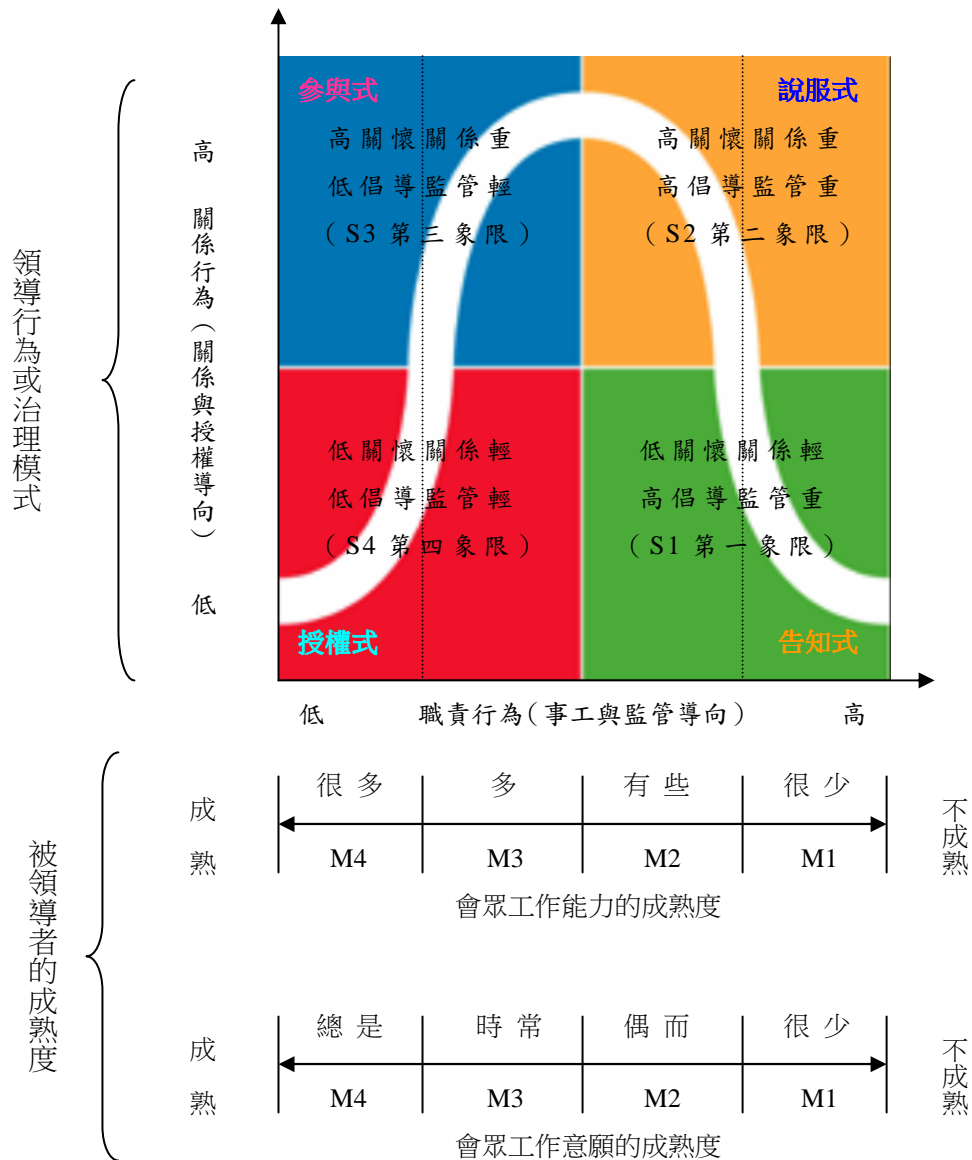 領導行為或治理模式
高
關係行為(關係與授權導向)
低
參與式
高關懷關係重
低倡導監管輕
(S3 第三象限)
說服式
高關懷關係重
高倡導監管重
(S2 第二象限)
低關懷關係輕
低倡導監管輕
(S4 第四象限)
授權式
低關懷關係輕
高倡導監管重
(S1 第一象限)
告知式
低 職責行為(事工與監管導向) 高
被領導者的成熟度
成熟
很多 多 有些 很少
M4 M3 M2 M1
不成熟
會眾工作能力的成熟度
成熟
總是 時常 偶而 很少
M4 M3 M2 M1
不成熟
會眾工作意願的成熟度